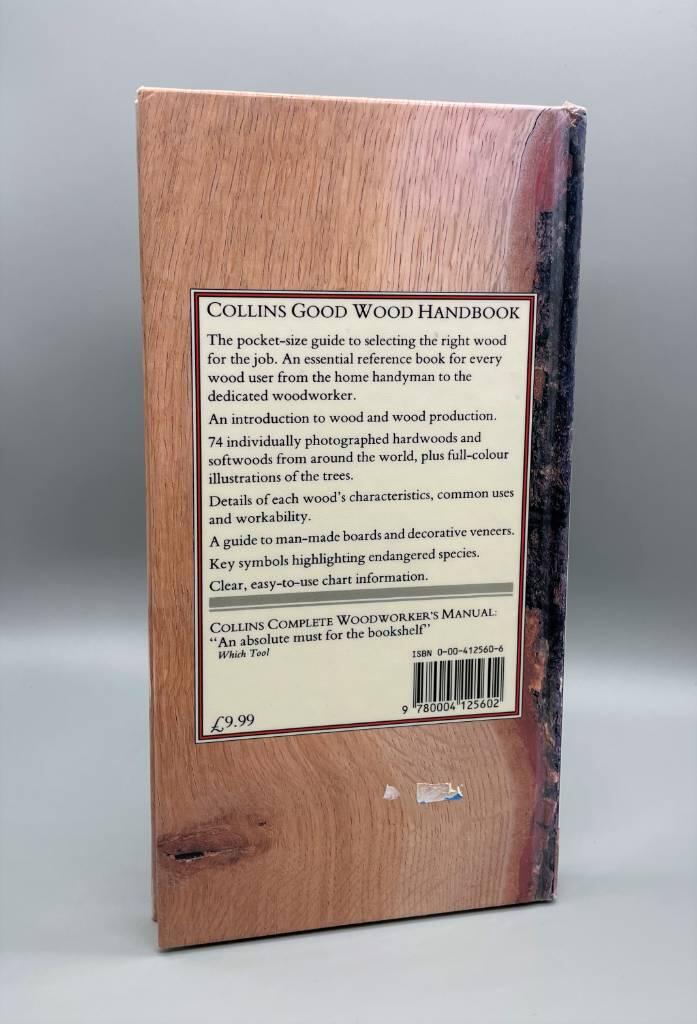 COLLINS GOOD WOOD HANDBOOK
The pocket-size guide to selecting the right wood
for the job. An essential reference book for every
wood user from the home handyman to the
dedicated woodworker.
An introduction to wood and wood production.
74 individually photographed hardwoods and
softwoods from around the world, plus full-colour
illustrations of the trees.
Details of each wood's characteristics, common uses
and workability.
A guide to man-made boards and decorative veneers.
Key symbols highlighting endangered species.
Clear, easy-to-use chart information.
COLLINS COMPLETE WOODWORKER'S MANUAL:
"An absolute must for the bookshelf"
Which Tool
ISBN 0-00-412560-6
9 780004 125602
£9.99